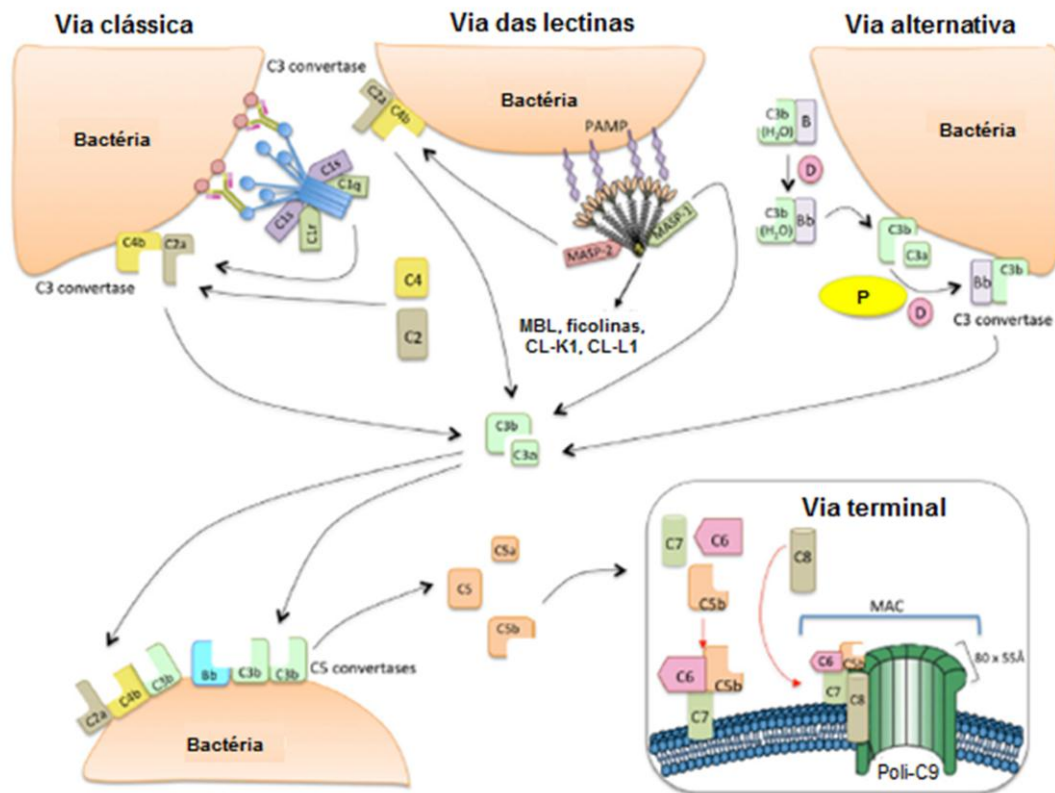 Via clássica
Via das lectinas
Via alternativa
Bactéria
C1s
C1q
C1s
C1r
C4b
C2a
C3 convertase
C4
C2
C3 convertase
C2a
C4b
Bactéria
PAMP
MASP-2
MASP-1
MBL, ficolinas,
CL-K1, CL-L1
Bactéria
C3b
(H₂O)
B
D
C3b
(H₂O)
Bb
C3b
C3a
P
D
Bb
C3b
C3 convertase
C3b
C3a
C2a
C4b
C3b
Bb
C3b
C3b
C5 convertases
Bactéria
C5a
C5
C5b
Via terminal
C7
C6
C5b
C8
C6
C5b
C7
MAC
C6
C5b
C7
C8
80 x 55Å
Poli-C9